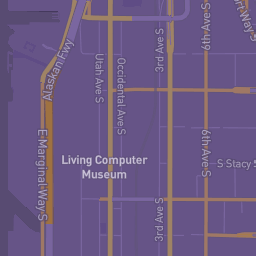 Alaskan Fwy
Utah Ave S
Occidental Ave S
3rd Ave S
6th Ave S
E Marginal Way S
Living Computer
Museum
6th Ave S
S Stacy S
3rd Ave S